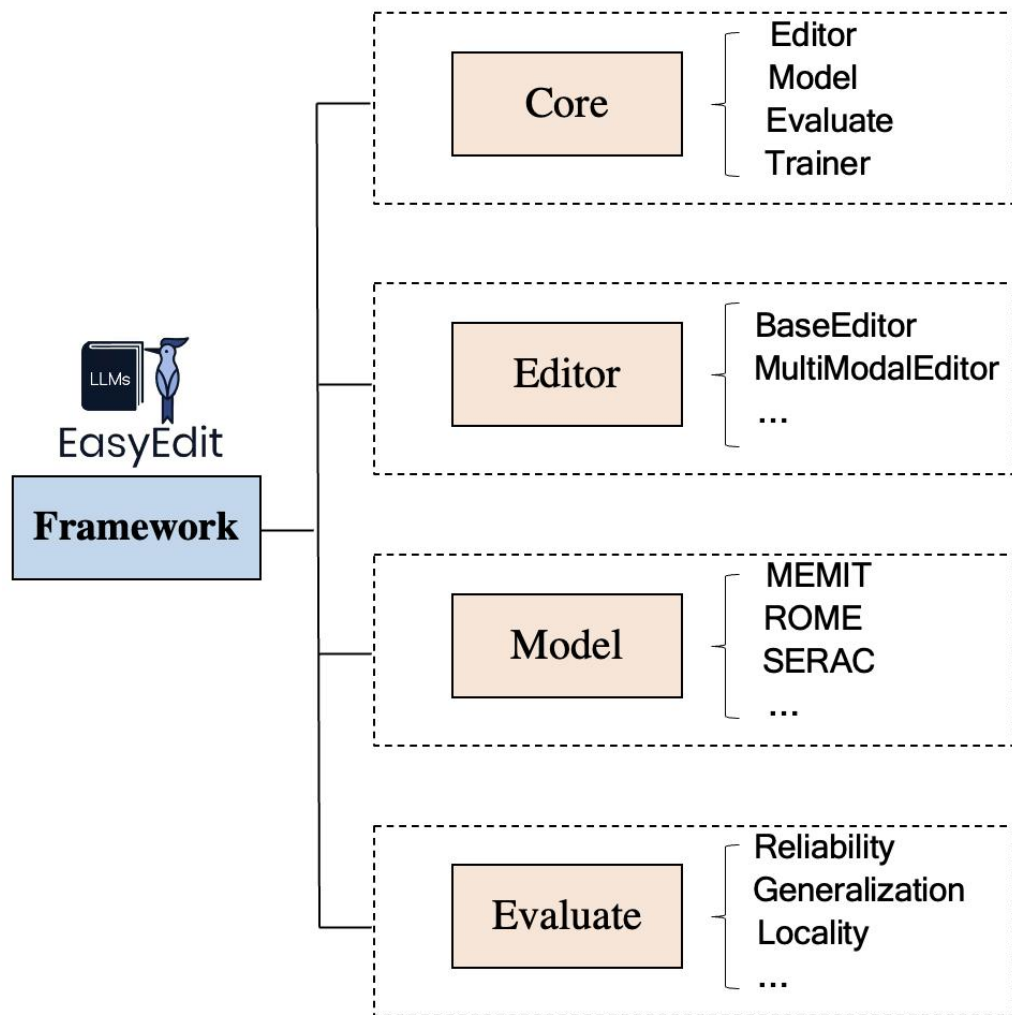 Editor
Model
Core
Evaluate
Trainer
BaseEditor
Editor
MultiModalEditor
...
LLMs
EasyEdit
Framework
MEMIT
ROME
Model
SERAC
...
Reliability
Generalization
Evaluate
Locality
...